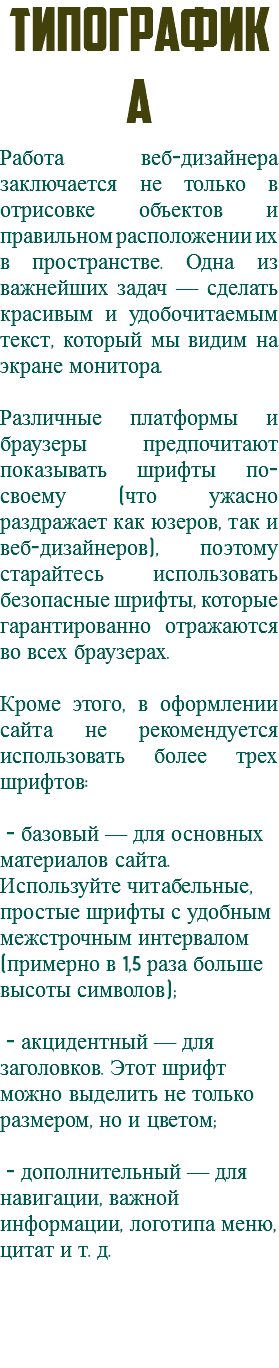 ТИПОГРАФИК
А
Работа веб-дизайнера
заключается не только в
отрисовке объектов и
правильном расположении их
в пространстве. Одна из
важнейших задач — сделать
красивым и удобочитаемым
текст, который мы видим на
экране монитора.
Различные платформы и
браузеры предпочитают
показывать шрифты по-
своему (что ужасно
раздражает как юзеров, так и
веб-дизайнеров), поэтому
старайтесь использовать
безопасные шрифты, которые
гарантированно отражаются
во всех браузерах.
Кроме этого, в оформлении
сайта не рекомендуется
использовать более трех
шрифтов:
- базовый — для основных
материалов сайта.
Используйте читабельные,
простые шрифты с удобным
межстрочным интервалом
(примерно в 1,5 раза больше
высоты символов);
- акцидентный — для
заголовков. Этот шрифт
можно выделить не только
размером, но и цветом;
- дополнительный — для
навигации, важной
информации, логотипа меню,
цитат и т. д.